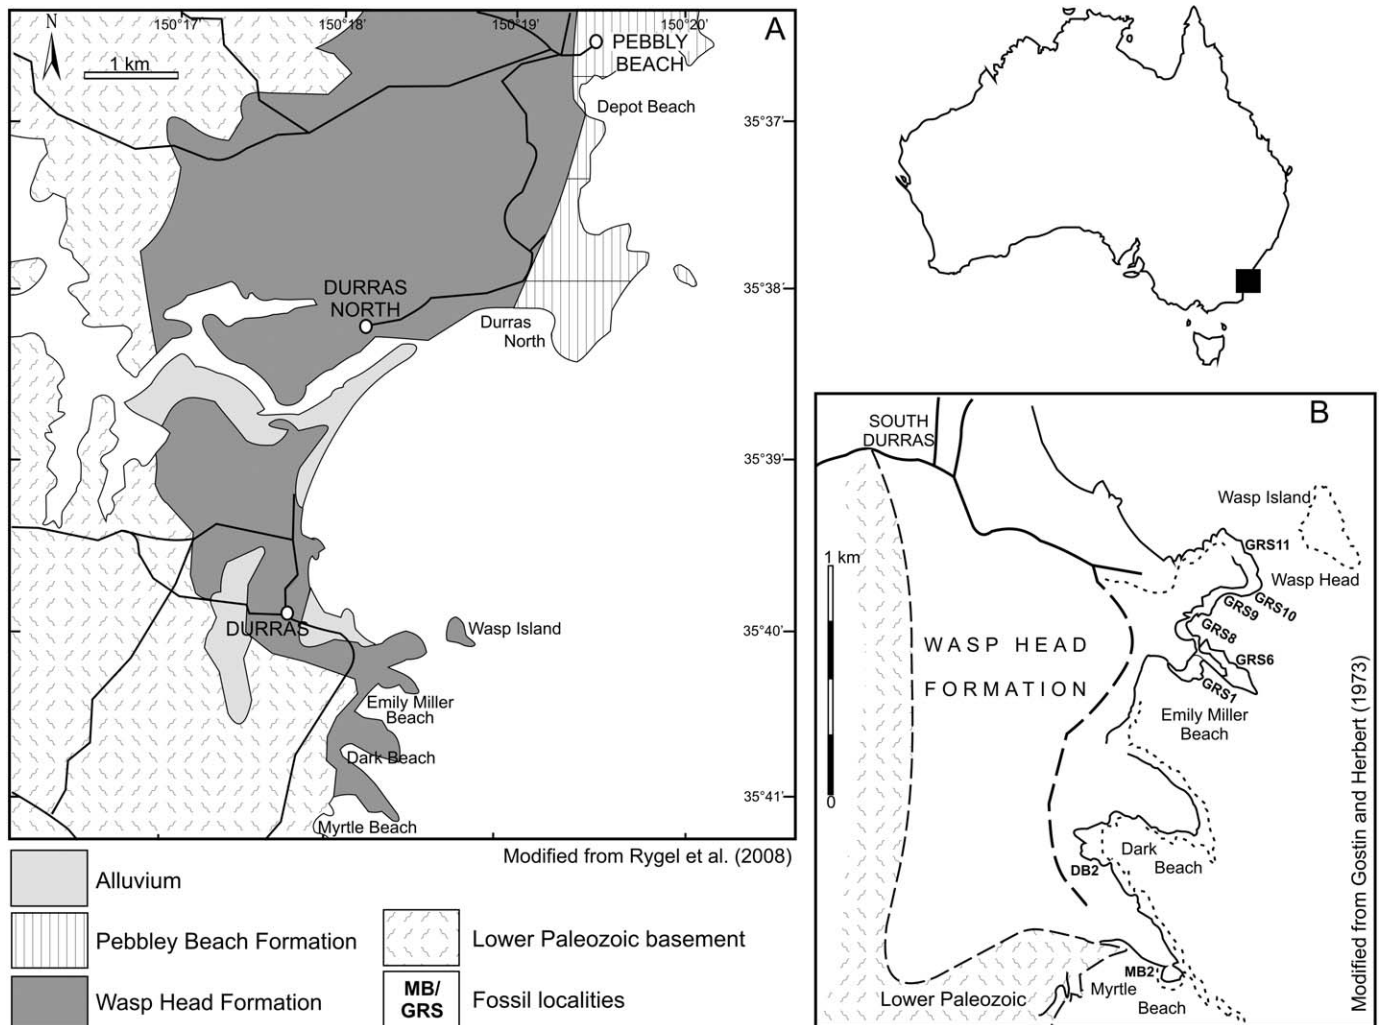 150°17'
150°18'
150°19'
150°20'
A
N
1 km
PEBBLY
BEACH
Depot Beach
35°37'
DURRAS
NORTH
35°38'
Durras
North
35°39'
DURRAS
Wasp Island
35°40'
Emily Miller
Beach
Dark Beach
35°41'
Myrtle Beach
Modified from Rygel et al. (2008)
Alluvium
Pebbley Beach Formation
Wasp Head Formation
Lower Paleozoic basement
MB/
GRS
Fossil localities
B
SOUTH
DURRAS
Wasp Island
GRS11
1 km
Wasp Head
GRS10
GRS9
GRS8
WASP HEAD
FORMATION
GRS6
GRS1
Emily Miller
Beach
0
Dark
Beach
DB2
MB2
Myrtle
Beach
Lower Paleozoic
Modified from Gostin and Herbert (1973)